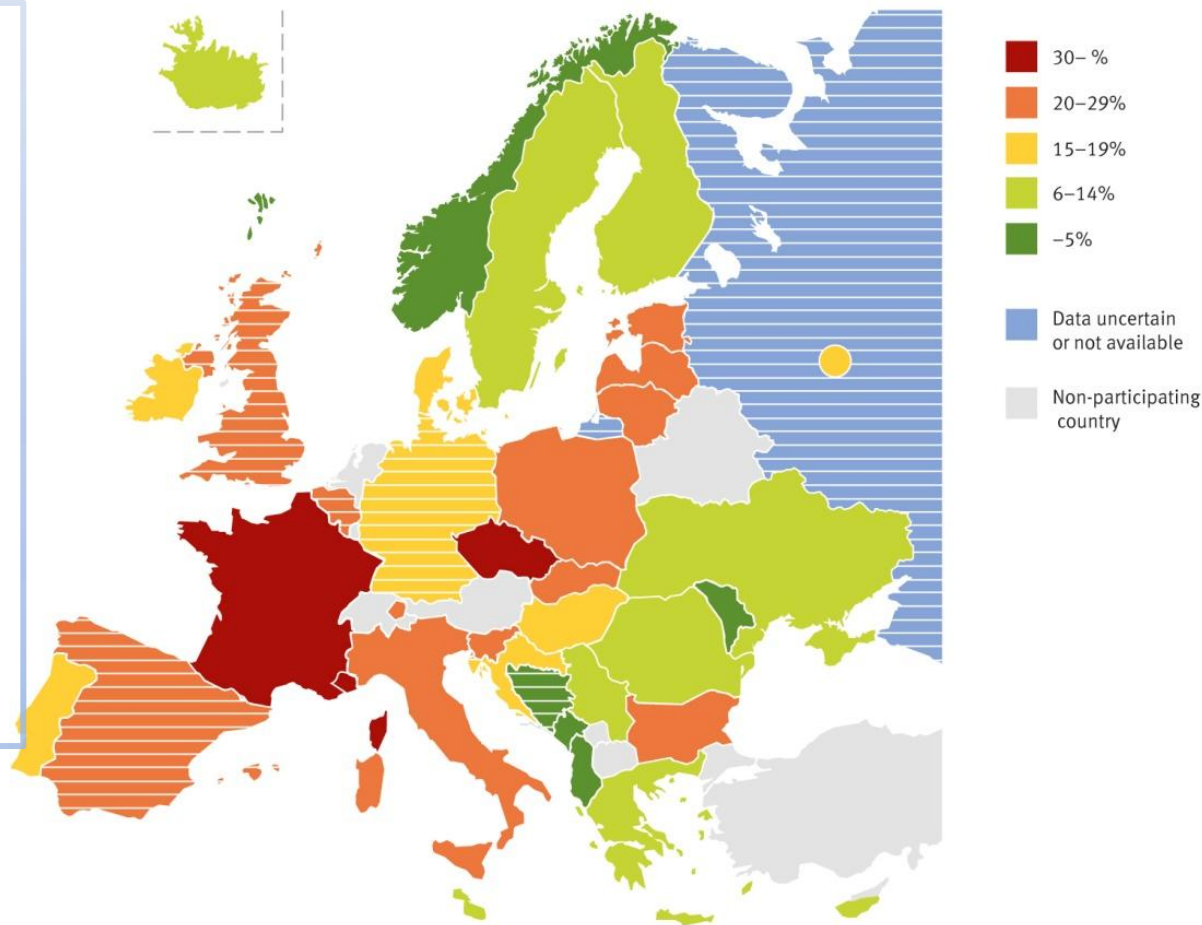 30– %
20–29%
15–19%
6–14%
–5%
Data uncertain
or not available
Non-participating
country